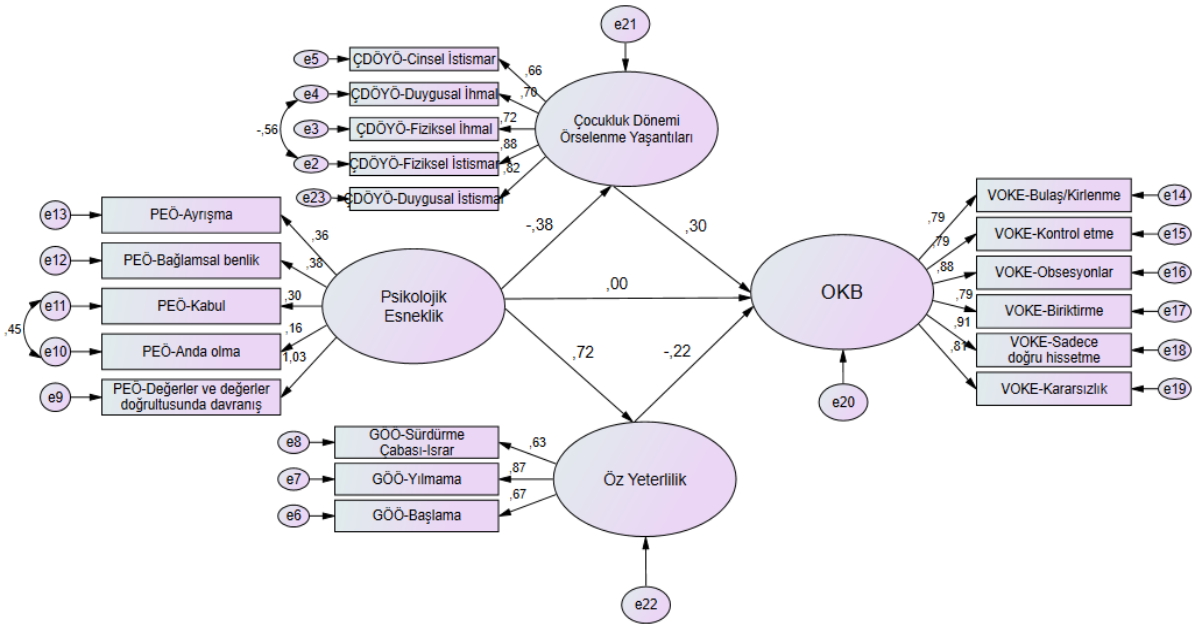 e21
e5
ÇDÖYÖ-Cinsel İstismar
,66
e4
ÇDÖYÖ-Duygusal İhmal
,70
e3
ÇDÖYÖ-Fiziksel İhmal
,72
Çocukluk Dönemi
Örselenme Yaşantıları
-,56
e2
ÇDÖYÖ-Fiziksel İstismar
,88
,82
e23
ÇDÖYÖ-Duygusal İstismar
e13
PEÖ-Ayrışma
,36
e12
PEÖ-Bağlamsal benlik
,38
e11
PEÖ-Kabul
,30
,45
e10
PEÖ-Anda olma
,16
1,03
e9
PEÖ-Değerler ve değerler
doğrultusunda davranış
Psikolojik
Esneklik
-,38
,30
,00
,72
-,22
OKB
e20
,79
VOKE-Bulaş/Kirlenme
e14
,79
VOKE-Kontrol etme
e15
,88
VOKE-Obsesyonlar
e16
,79
VOKE-Biriktirme
e17
,91
VOKE-Sadece
doğru hissetme
e18
,81
VOKE-Kararsızlık
e19
e8
GÖÖ-Sürdürme
Çabası-Israr
,63
e7
GÖÖ-Yılmama
,87
e6
GÖÖ-Başlama
,67
Öz Yeterlilik
e22